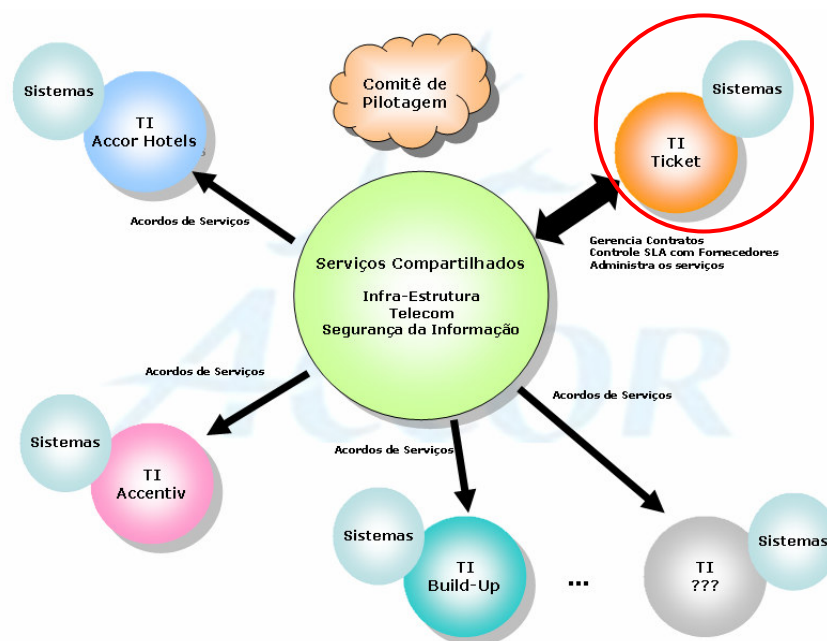 Comitê de
Pilotagem
Sistemas
TI
Accor Hotels
Sistemas
TI
Ticket
Acordos de Serviços
Gerencia Contratos
Controle SLA com Fornecedores
Administra os serviços
Serviços Compartilhados
Infra-Estrutura
Telecom
Segurança da Informação
Acordos de Serviços
Acordos de Serviços
Acordos de Serviços
Sistemas
TI
Accentiv
Sistemas
TI
Build-Up
...
TI
???
Sistemas
ACCOR